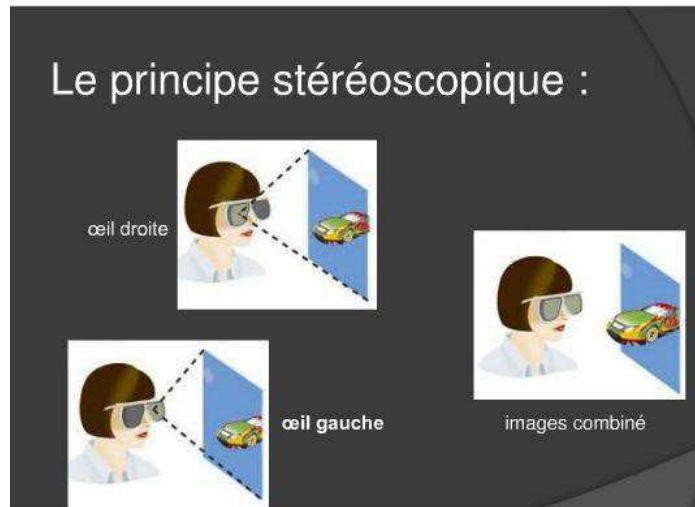 Le principe stéréoscopique :
œil droite
œil gauche
images combiné